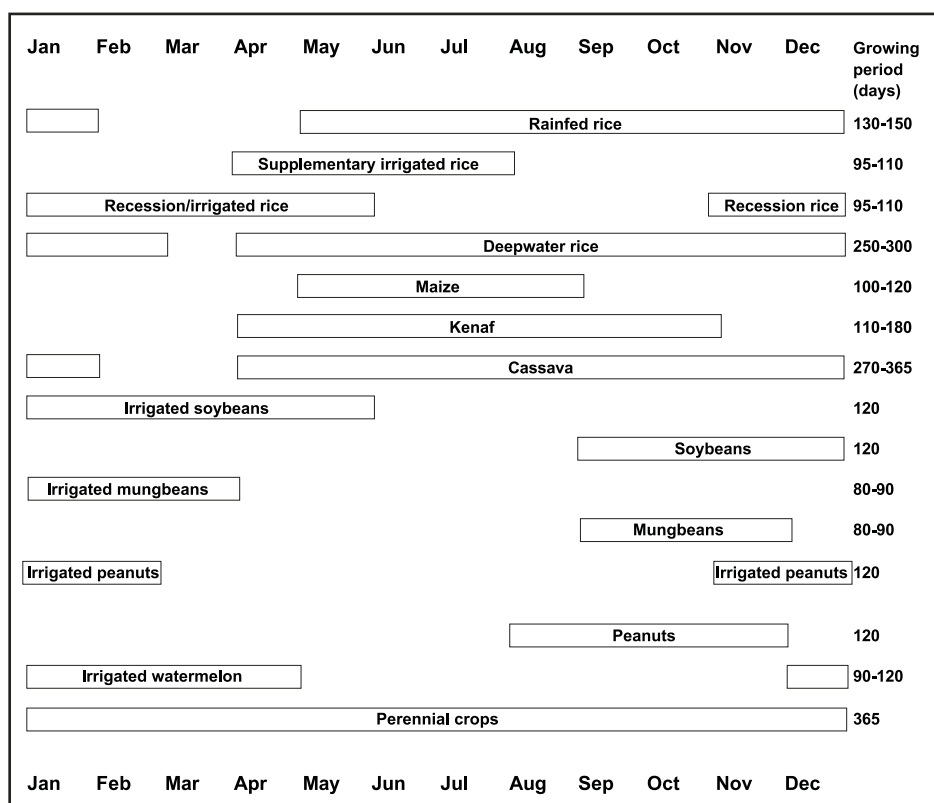 Jan Feb Mar Apr May Jun Jul Aug Sep Oct Nov Dec Growing
period
(days)
Rainfed rice 130-150
Supplementary irrigated rice 95-110
Recession/irrigated rice Recession rice 95-110
Deepwater rice 250-300
Maize 100-120
Kenaf 110-180
Cassava 270-365
Irrigated soybeans 120
Soybeans 120
Irrigated mungbeans 80-90
Mungbeans 80-90
Irrigated peanuts Irrigated peanuts 120
Peanuts 120
Irrigated watermelon 90-120
Perennial crops 365
Jan Feb Mar Apr May Jun Jul Aug Sep Oct Nov Dec